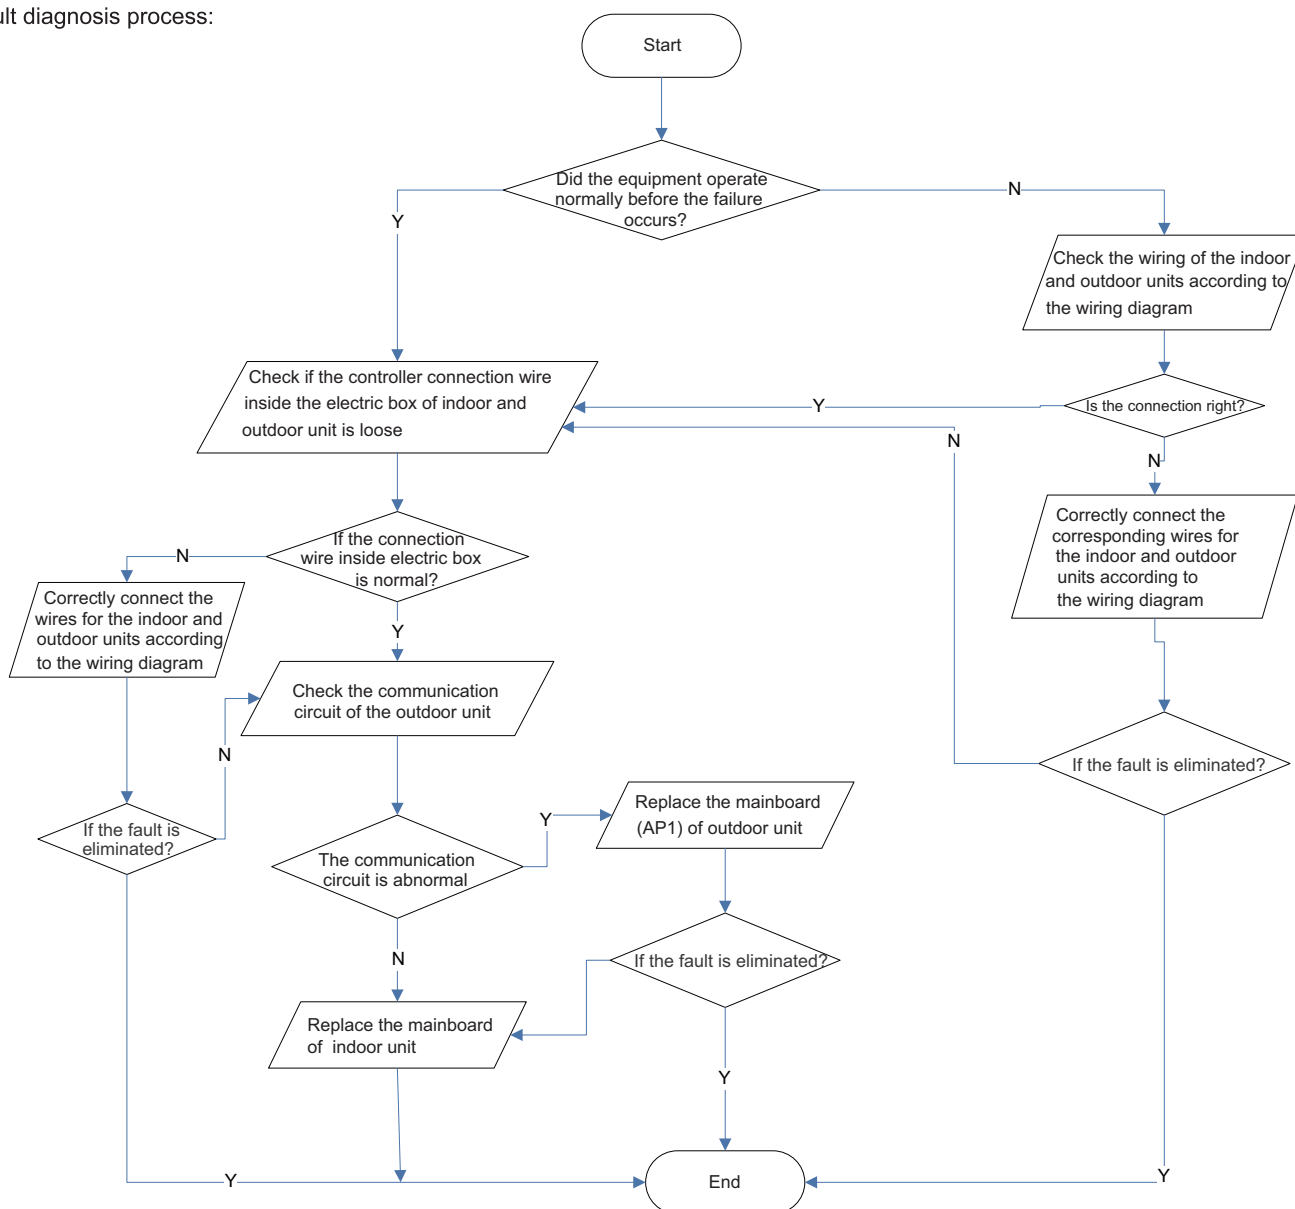 ult diagnosis process:
Start
Did the equipment operate
normally before the failure
occurs?
Y
N
Check the wiring of the indoor
and outdoor units according to
the wiring diagram
Check if the controller connection wire
inside the electric box of indoor and
outdoor unit is loose
Y
Is the connection right?
N
N
Correctly connect the
corresponding wires for
the indoor and outdoor
units according to
the wiring diagram
If the connection
wire inside electric box
is normal?
N
Correctly connect the
wires for the indoor and
outdoor units according
to the wiring diagram
Y
Check the communication
circuit of the outdoor unit
N
If the fault is eliminated?
Replace the mainboard
(AP1) of outdoor unit
Y
If the fault is
eliminated?
The communication
circuit is abnormal
N
If the fault is eliminated?
Replace the mainboard
of indoor unit
Y
Y
End
Y